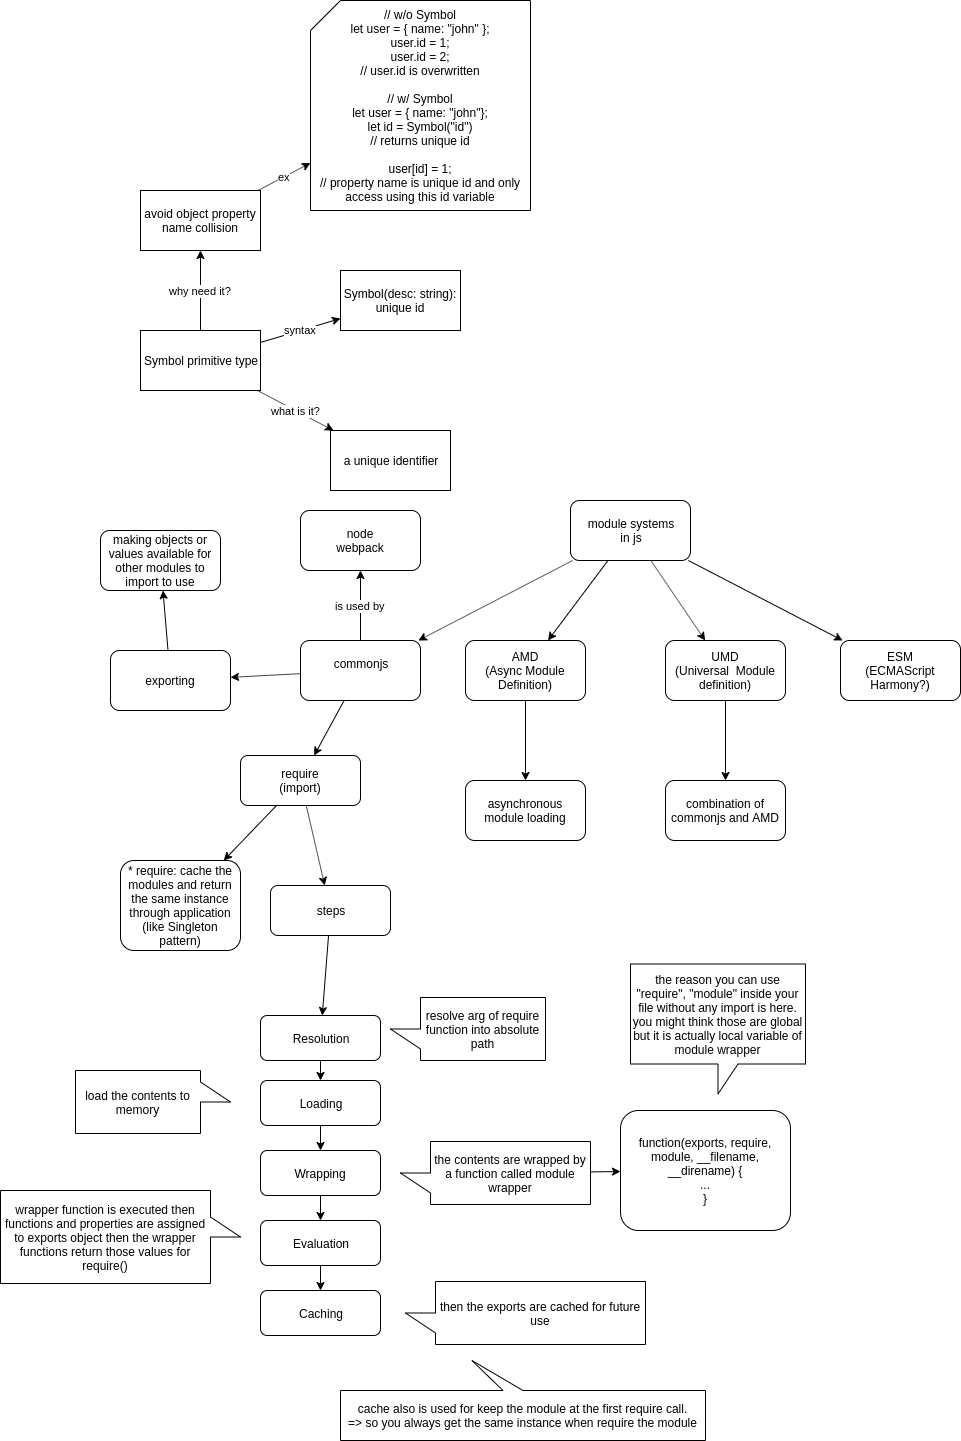 // w/o Symbol
let user = { name: "john" };
user.id = 1;
user.id = 2;
// user.id is overwritten
// w/ Symbol
let user = { name: "john"};
let id = Symbol("id")
// returns unique id
user[id] = 1;
// property name is unique id and only
access using this id variable
ex
avoid object property
name collision
why need it?
Symbol(desc: string):
unique id
syntax
Symbol primitive type
what is it?
a unique identifier
module systems
in js
node
webpack
making objects or
values available for
other modules to
import to use
is used by
commonjs
exporting
AMD
(Async Module
Definition)
UMD
(Universal  Module
definition)
ESM
(ECMAScript
Harmony?)
require
(import)
asynchronous
module loading
combination of
commonjs and AMD
* require: cache the
modules and return
the same instance
through application
(like Singleton
pattern)
steps
the reason you can use
"require", "module" inside your
file without any import is here.
you might think those are global
but it is actually local variable of
module wrapper
Resolution
resolve arg of require
function into absolute
path
load the contents to
memory
Loading
Wrapping
the contents are wrapped by
a function called module
wrapper
function(exports, require,
module, __filename,
__direname) {
...
}
wrapper function is executed then
functions and properties are assigned
to exports object then the wrapper
functions return those values for
require()
Evaluation
Caching
then the exports are cached for future
use
cache also is used for keep the module at the first require call.
=> so you always get the same instance when require the module